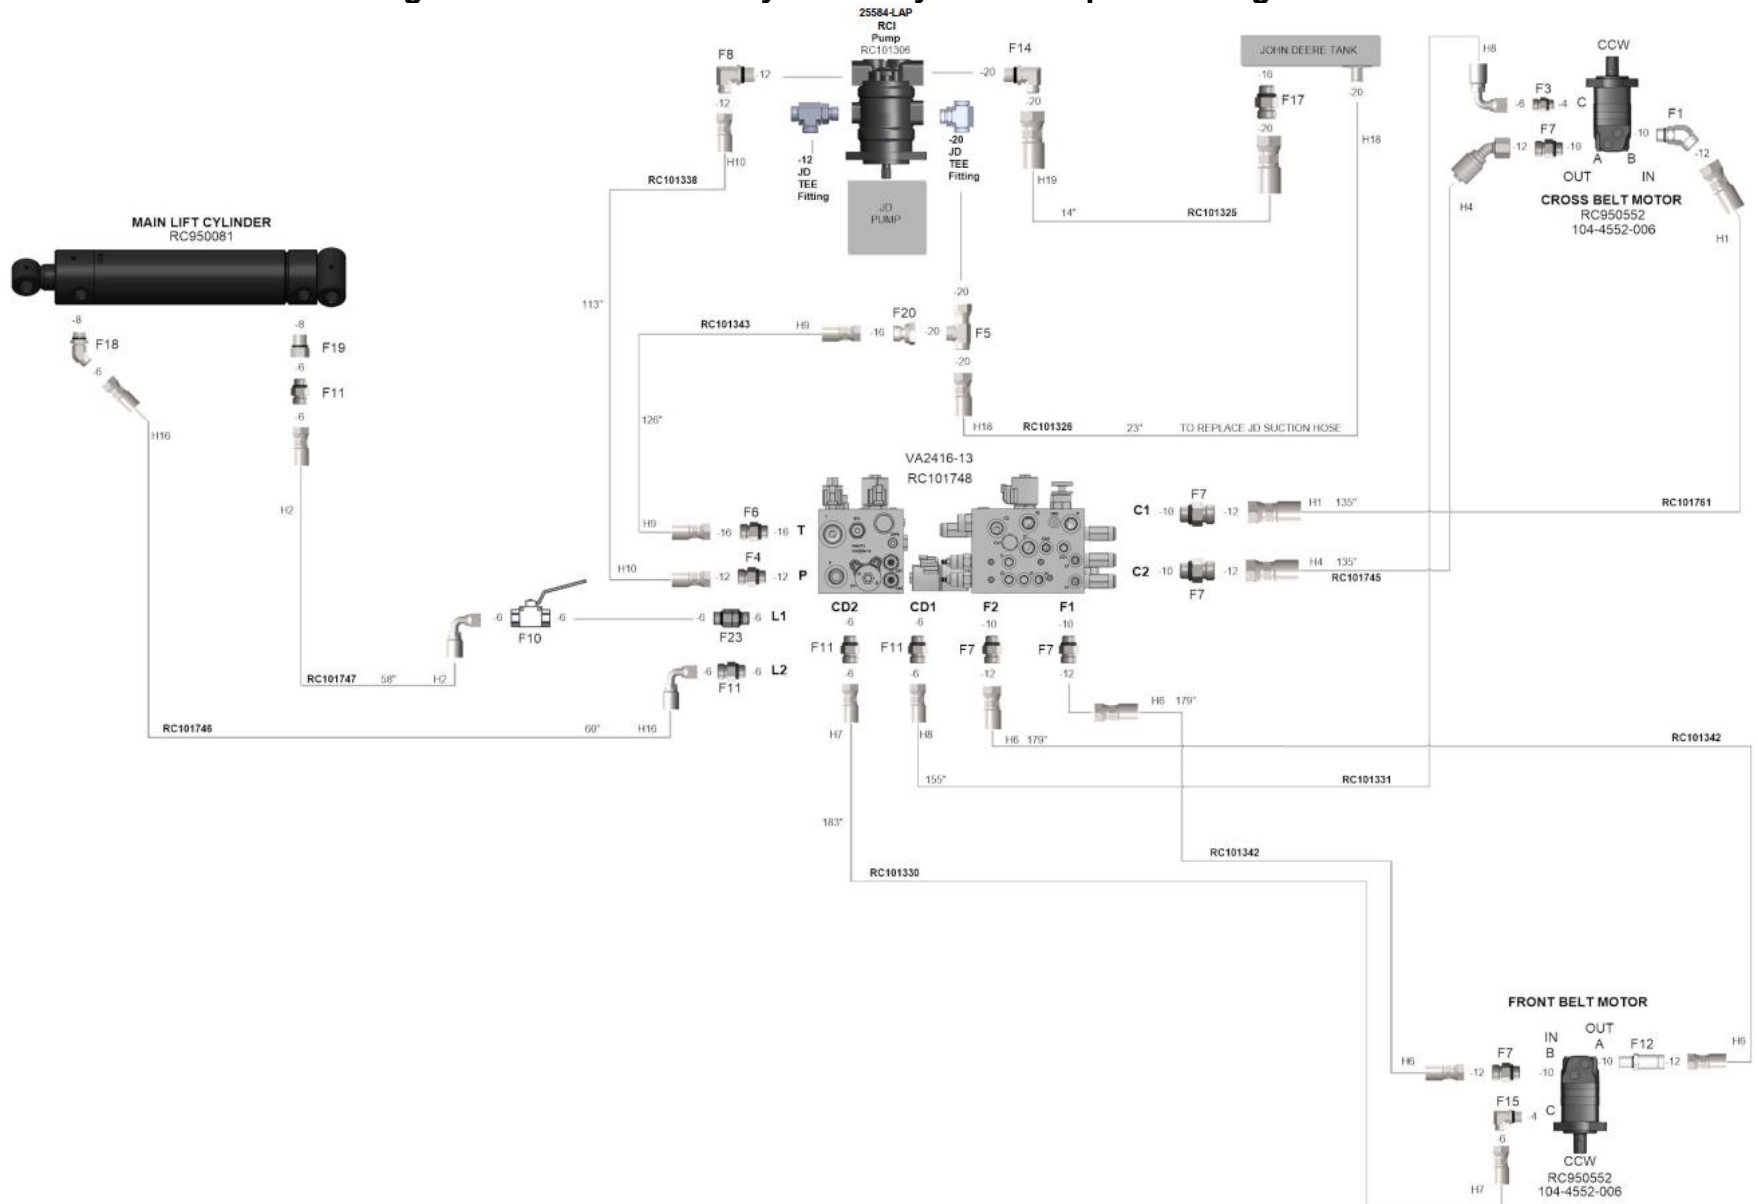 25584-LAP
RCI
Pump
RC101306
F8
-12
-12
H10
RC101338
-12
JD
TEE
Fitting
-20
JD
TEE
Fitting
JD
PUMP
F14
-20
-20
H19
14"
RC101325
JOHN DEERE TANK
-16
F17
-20
-20
H18
H8
CCW
F3
-6
-4
C
F7
-12
-10
A
B
OUT
IN
-10
F1
-12
H4
H1
CROSS BELT MOTOR
RC950552
104-4552-006
MAIN LIFT CYLINDER
RC950081
-8
F18
-6
H16
-8
F19
-6
F11
-6
H2
113"
RC101343
H9
-16
F20
-20
-20
F5
-20
126"
H18
RC101326
23"
TO REPLACE JD SUCTION HOSE
VA2416-13
RC101748
H9
-16
F6
-16
T
H10
-12
F4
-12
P
C1
-10
F7
-12
H1
135"
RC101761
C2
-10
F7
-12
H4
135"
RC101745
-6
F10
-6
-6
F23
-6
L1
RC101747
58"
H2
-6
F11
-6
L2
RC101746
60"
H16
CD2
-6
F11
-6
H7
CD1
-6
F11
-6
H8
F2
-10
F7
-12
H6
179"
F1
-10
F7
-12
H6
179"
RC101342
155"
RC101331
183"
RC101342
RC101330
FRONT BELT MOTOR
OUT
IN
A
B
F12
-10
-12
H6
H6
-12
F7
-10
F15
-4
C
-6
H7
CCW
RC950552
104-4552-006